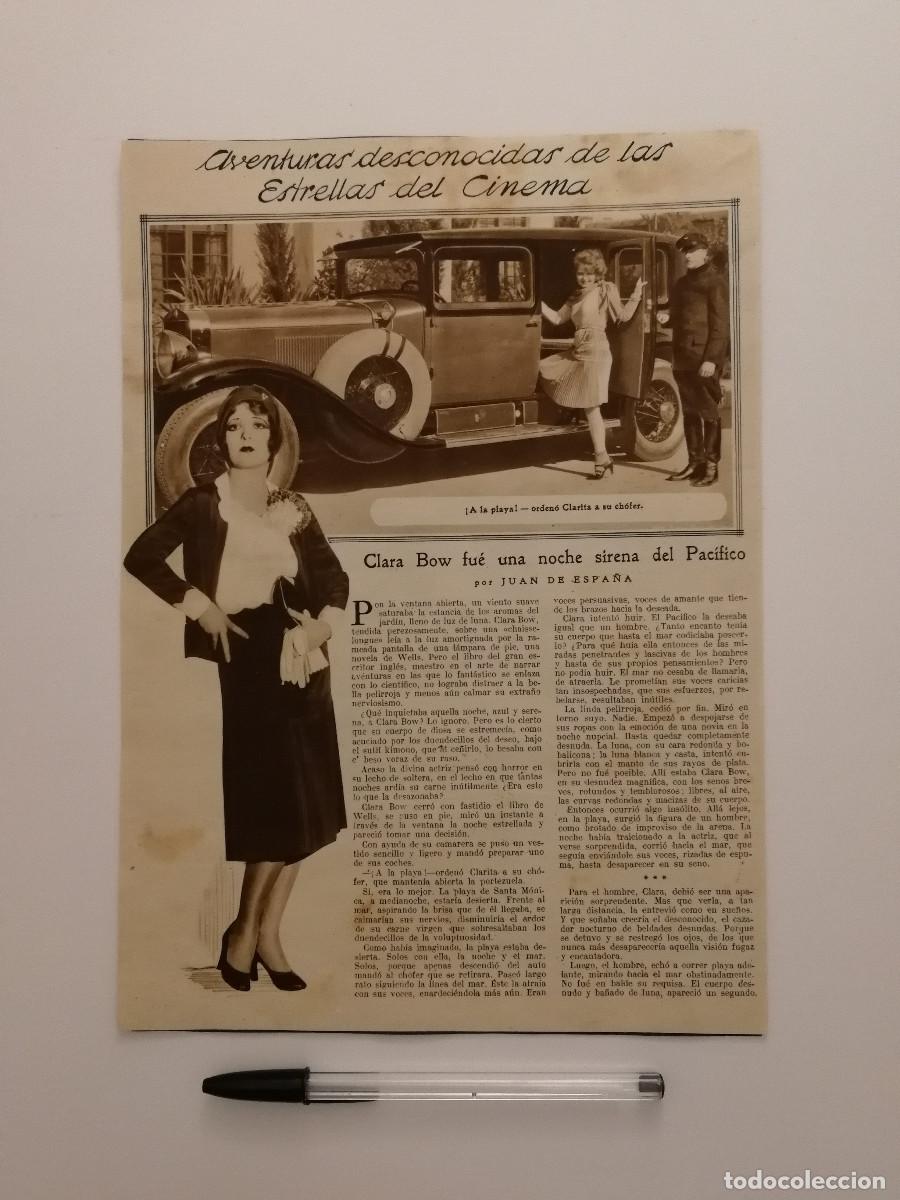 Aventuras desconocidas de las
Estrellas del Cinema
¡A la playa! — ordenó Clarita a su chófer.
Clara Bow fué una noche sirena del Pacífico
por JUAN DE ESPAÑA
Por la ventana abierta, un viento suave
saturaba la estancia de los aromas del
jardín, lleno de luz de luna. Clara Bow,
tendida perezosamente, sobre una «chaisse-
longue» leía a la luz amortiguada por la ra-
meada pantalla de una lámpara de pie, una
novela de Wells. Pero el libro del gran es-
critor inglés, maestro en el arte de narrar
aventuras en las que lo fantástico se enlaza
con lo científico, no lograba distraer a la be-
lla pelirroja y menos aún calmar su extraño
nerviosismo.
¿Qué inquietaba aquella noche, azul y sere-
na, a Clara Bow? Lo ignoro. Pero es lo cierto
que su cuerpo de diosa se estremecía, como
acuciado por los duendecillos del deseo, bajo
el sutil kimono, que al ceñirlo, lo besaba con
el beso voraz de su raso.
Acaso la divina actriz pensó con horror en
su lecho de soltera, en el lecho en que tantas
noches ardía su carne inútilmente ¿Era esto
lo que la desazonaba?
Clara Bow cerró con fastidio el libro de
Wells, se puso en pie, miró un instante a
través de la ventana la noche estrellada y
pareció tomar una decisión.
Con ayuda de su camarera se puso un ves-
tido sencillo y ligero y mandó preparar uno
de sus coches.
—¡A la playa!—ordenó Clarita a su chó-
fer, que mantenía abierta la portezuela.
Sí, era lo mejor. La playa de Santa Móni-
ca, a medianoche, estaría desierta. Frente al
mar, aspirando la brisa que de él llegaba, se
calmarían sus nervios, disminuiría el ardor
de su carne virgen que sobresaltaban los
duendecillos de la voluptuosidad.
Como había imaginado, la playa estaba de-
sierta. Solos con ella, la noche y el mar.
Solos, porque apenas descendió del auto
mandó al chófer que se retirara. Paseó largo
rato siguiendo la línea del mar. Éste la atraía
con sus voces, enardeciéndola más aún. Eran
voces persuasivas, voces de amante que tien-
de los brazos hacia la deseada.
Clara intentó huir. El Pacífico la deseaba
igual que un hombre. ¿Tanto encanto tenía
su cuerpo que hasta el mar codiciaba poseer-
lo? ¿Para qué huía ella entonces de las mi-
radas penetrantes y lascivas de los hombres
y hasta de sus propios pensamientos? Pero
no podía huir. El mar no cesaba de llamarla,
de atraerla. Le prometían sus voces caricias
tan insospechadas, que sus esfuerzos, por re-
belarse, resultaban inútiles.
La linda pelirroja, cedió por fin. Miró en
torno suyo. Nadie. Empezó a despojarse de
sus ropas con la emoción de una novia en la
noche nupcial. Hasta quedar completamente
desnuda. La luna, con su cara redonda y bo-
balicona; la luna blanca y casta, intentó cu-
brirla con el manto de sus rayos de plata.
Pero no fué posible. Allí estaba Clara Bow,
en su desnudez magnífica, con los senos bre-
ves, rotundos y temblorosos; libres, al aire,
las curvas redondas y macizas de su cuerpo.
Entonces ocurrió algo insólito. Allá lejos,
en la playa, surgió la figura de un hombre,
como brotado de improviso de la arena. La
noche había traicionado a la actriz, que al
verse sorprendida, corrió hacia el mar, que
seguía enviándole sus voces, rizadas de espu-
ma, hasta desaparecer en su seno.
* * *
Para el hombre, Clara, debió ser una apa-
rición sorprendente. Mas que verla, a tan
larga distancia, la entrevió como en sueños.
Y que soñaba creería el desconocido, el caza-
dor nocturno de beldades desnudas. Porque
se detuvo y se restregó los ojos, de los que
nunca más desaparecería aquella visión fugaz
y encantadora.
Luego, el hombre, echó a correr playa ade-
lante, mirando hacia el mar obstinadamente.
No fué en balde su requisa. El cuerpo des-
nudo y bañado de luna, apareció un segundo,
todocoleccion